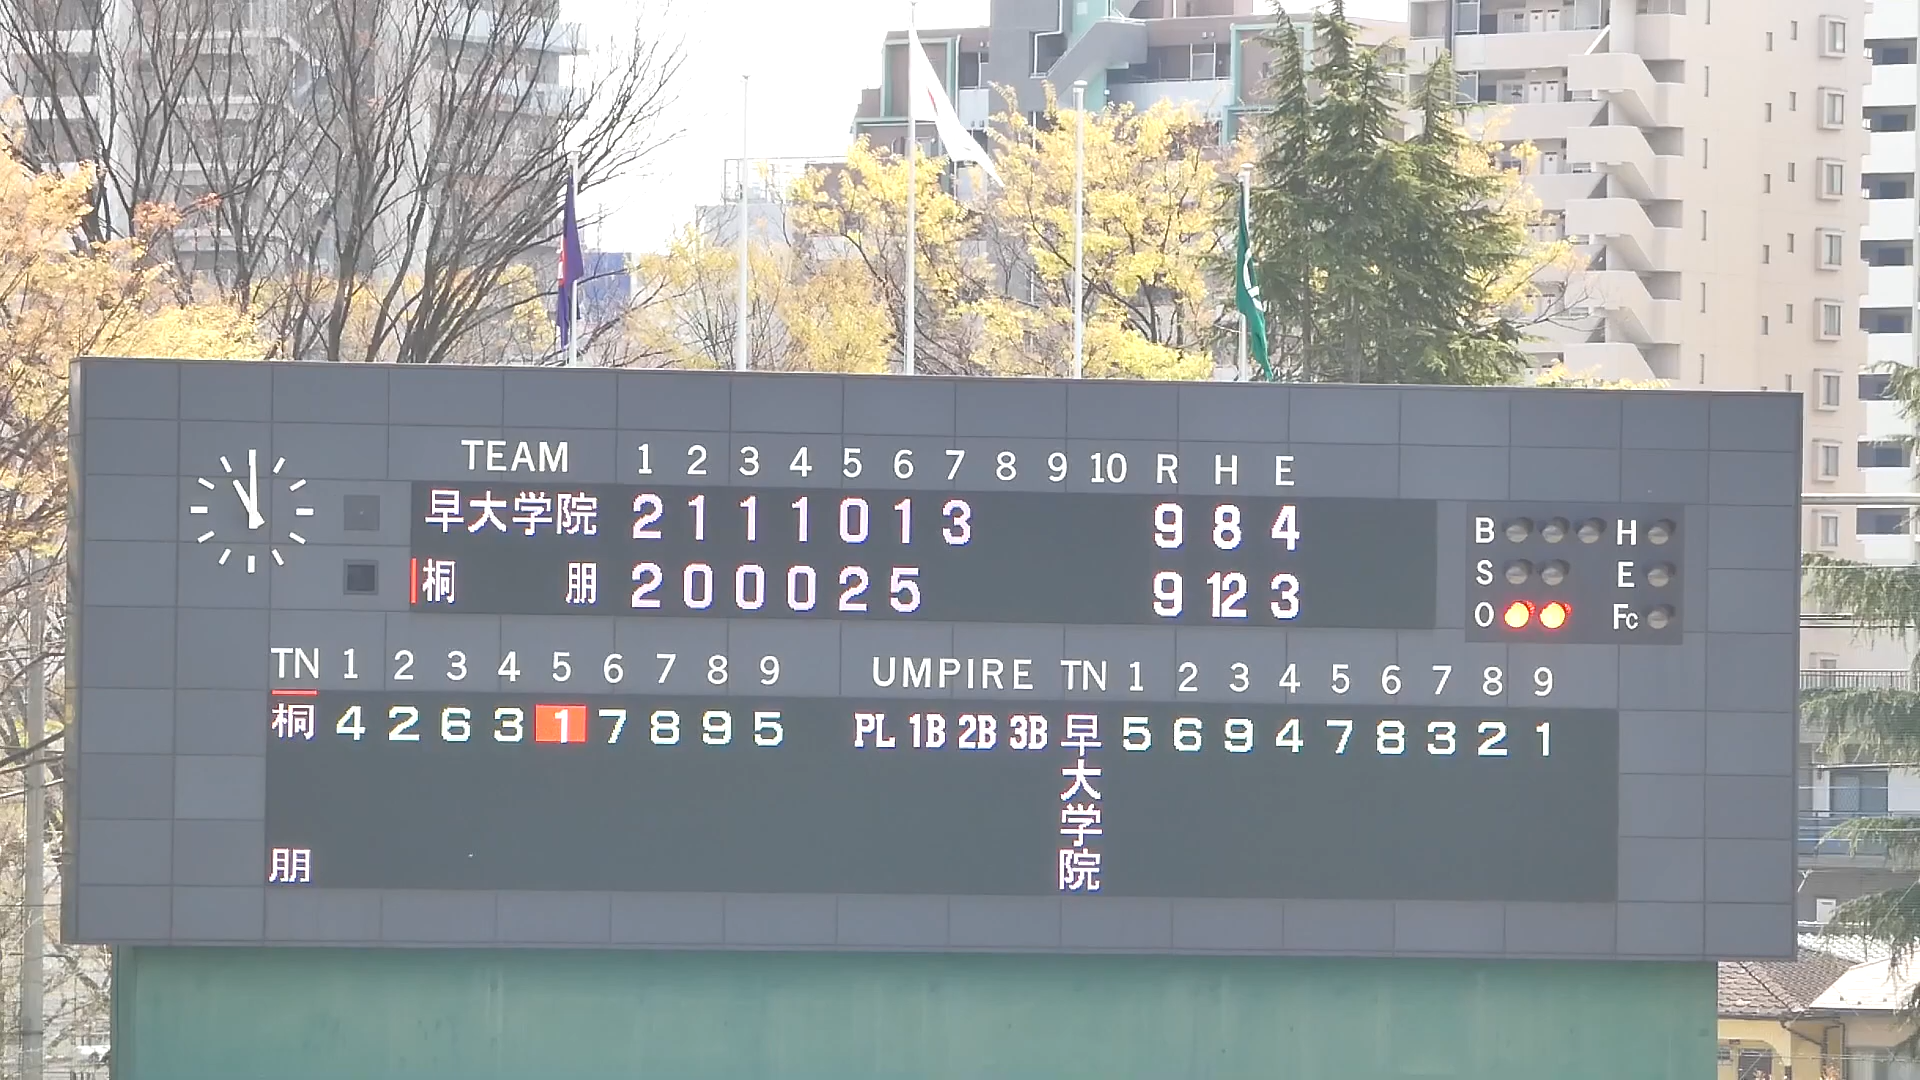 TEAM 1 2 3 4 5 6 7 8 9 10 R H E
早大学院 2 1 1 1 0 1 3 9 8 4
桐朋 2 0 0 0 2 5 9 12 3
B H
S E
O Fc
TN 1 2 3 4 5 6 7 8 9 UMPIRE TN 1 2 3 4 5 6 7 8 9
桐朋 4 2 6 3 1 7 8 9 5 PL 1B 2B 3B 早大学院 5 6 9 4 7 8 3 2 1